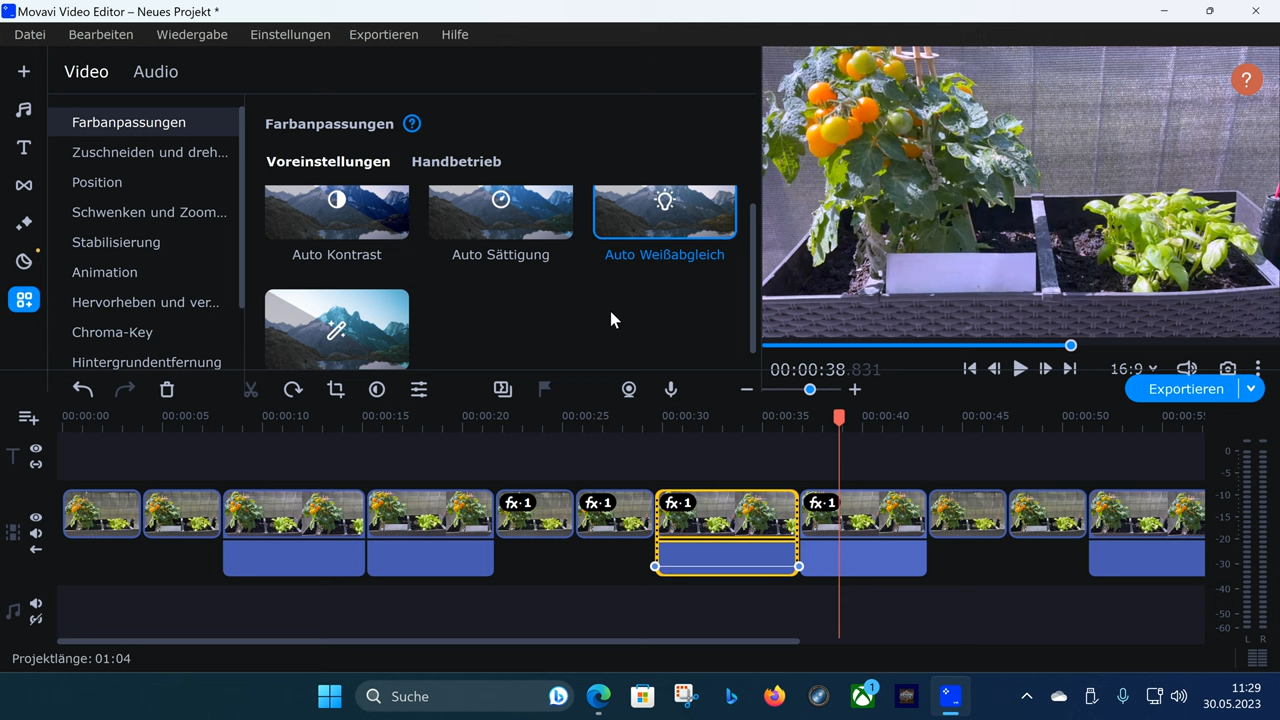 Movavi Video Editor – Neues Projekt *
Datei Bearbeiten Wiedergabe Einstellungen Exportieren Hilfe
Video Audio
Farbanpassungen
Zuschneiden und dreh...
Position
Schwenken und Zoom...
Stabilisierung
Animation
Hervorheben und ver...
Chroma-Key
Hintergrundentfernung
Farbanpassungen ?
Voreinstellungen Handbetrieb
Auto Kontrast Auto Sättigung Auto Weißabgleich
?
00:00:38.831
16:9
Exportieren
00:00:00 00:00:05 00:00:10 00:00:15 00:00:20 00:00:25 00:00:30 00:00:35 00:00:40 00:00:45 00:00:50 00:00:55
T
fx·1 fx·1 fx·1 fx·1
0
-5
-10
-15
-20
-30
-40
-50
-60
L R
Projektlänge: 01:04
Suche
1
11:29
30.05.2023